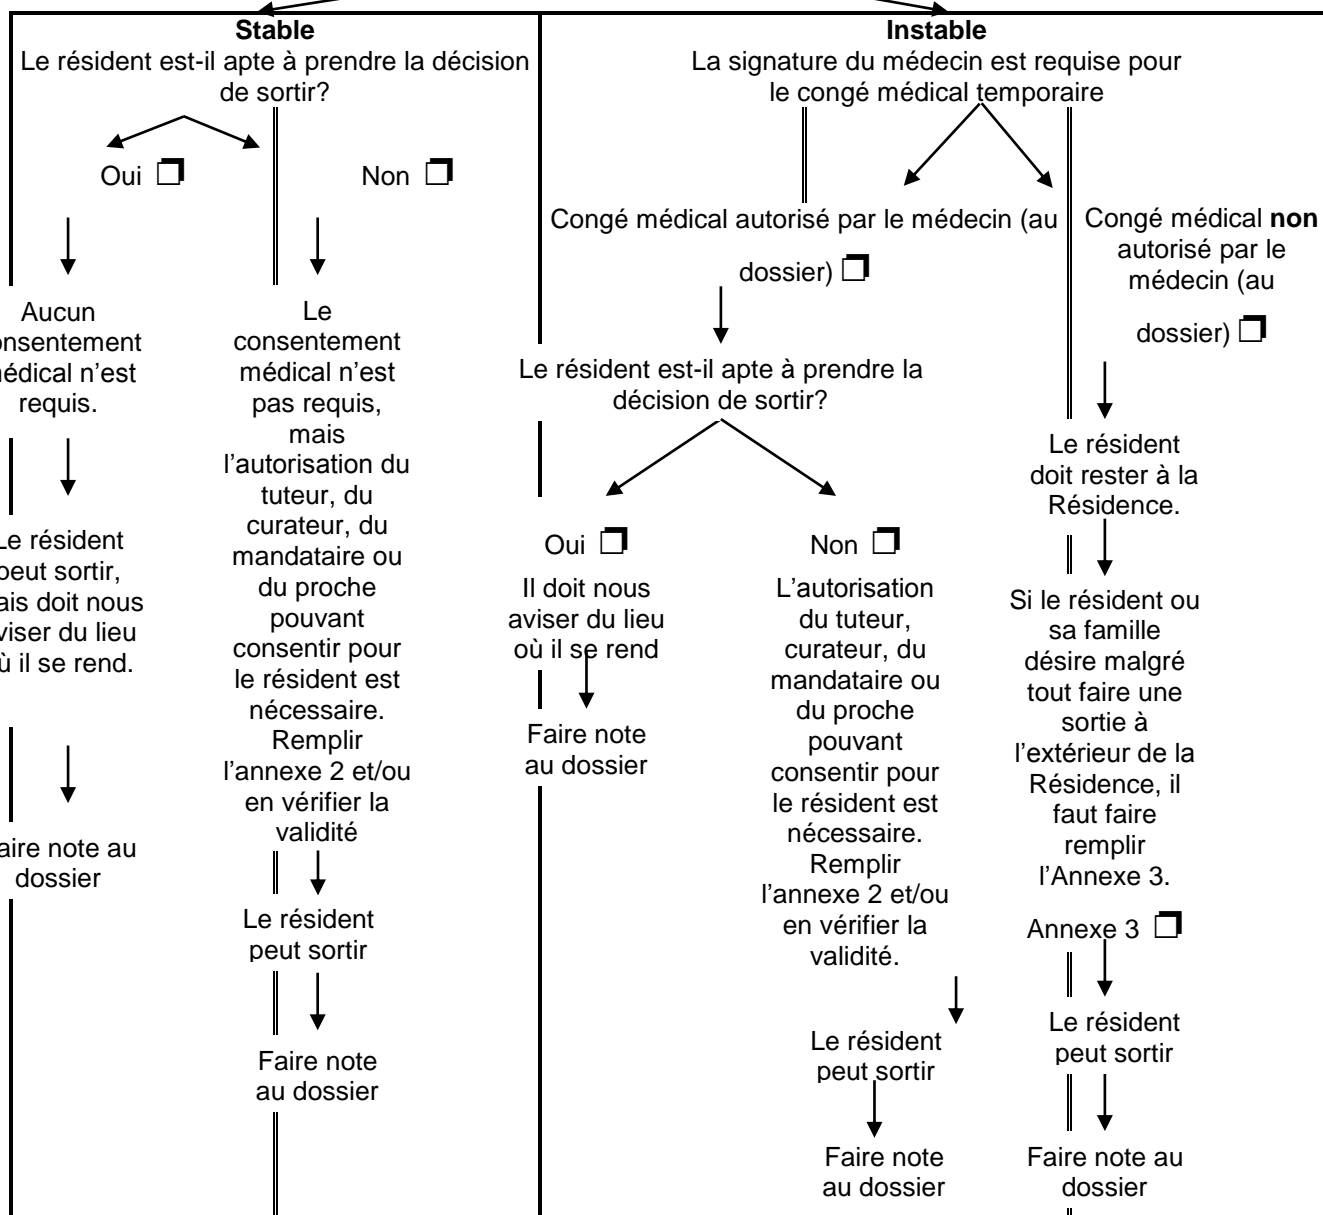 Stable
Le résident est-il apte à prendre la décision
de sortir?
Oui
Non
Aucun
onsentement
médical n'est
requis.
Le résident
peut sortir,
ais doit nous
viser du lieu
ù il se rend.
aire note au
dossier
Le
consentement
médical n'est
pas requis,
mais
l'autorisation du
tuteur, du
curateur, du
mandataire ou
du proche
pouvant
consentir pour
le résident est
nécessaire.
Remplir
l'annexe 2 et/ou
en vérifier la
validité
Le résident
peut sortir
Faire note
au dossier
Instable
La signature du médecin est requise pour
le congé médical temporaire
Congé médical autorisé par le médecin (au
dossier)
Le résident est-il apte à prendre la
décision de sortir?
Oui
Il doit nous
aviser du lieu
où il se rend
Faire note
au dossier
Non
L'autorisation
du tuteur,
curateur, du
mandataire ou
du proche
pouvant
consentir pour
le résident est
nécessaire.
Remplir
l'annexe 2 et/ou
en vérifier la
validité.
Le résident
peut sortir
Faire note
au dossier
Congé médical non
autorisé par le
médecin (au
dossier)
Le résident
doit rester à la
Résidence.
Si le résident ou
sa famille
désire malgré
tout faire une
sortie à
l'extérieur de la
Résidence, il
faut faire
remplir
l'Annexe 3.
Annexe 3
Le résident
peut sortir
Faire note au
dossier